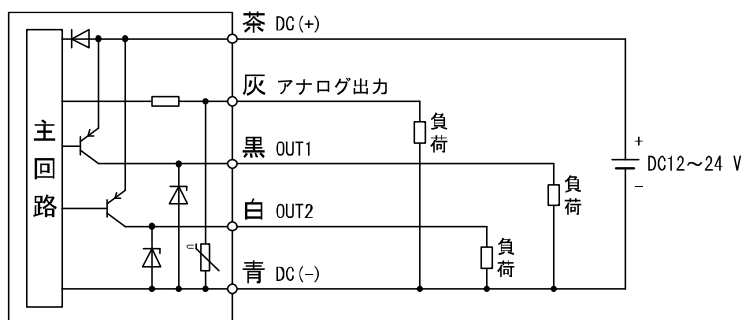 茶 DC(+)
灰 アナログ出力
負荷
主回路
黒 OUT1
+
DC12～24 V
−
負荷
白 OUT2
負荷
青 DC(−)